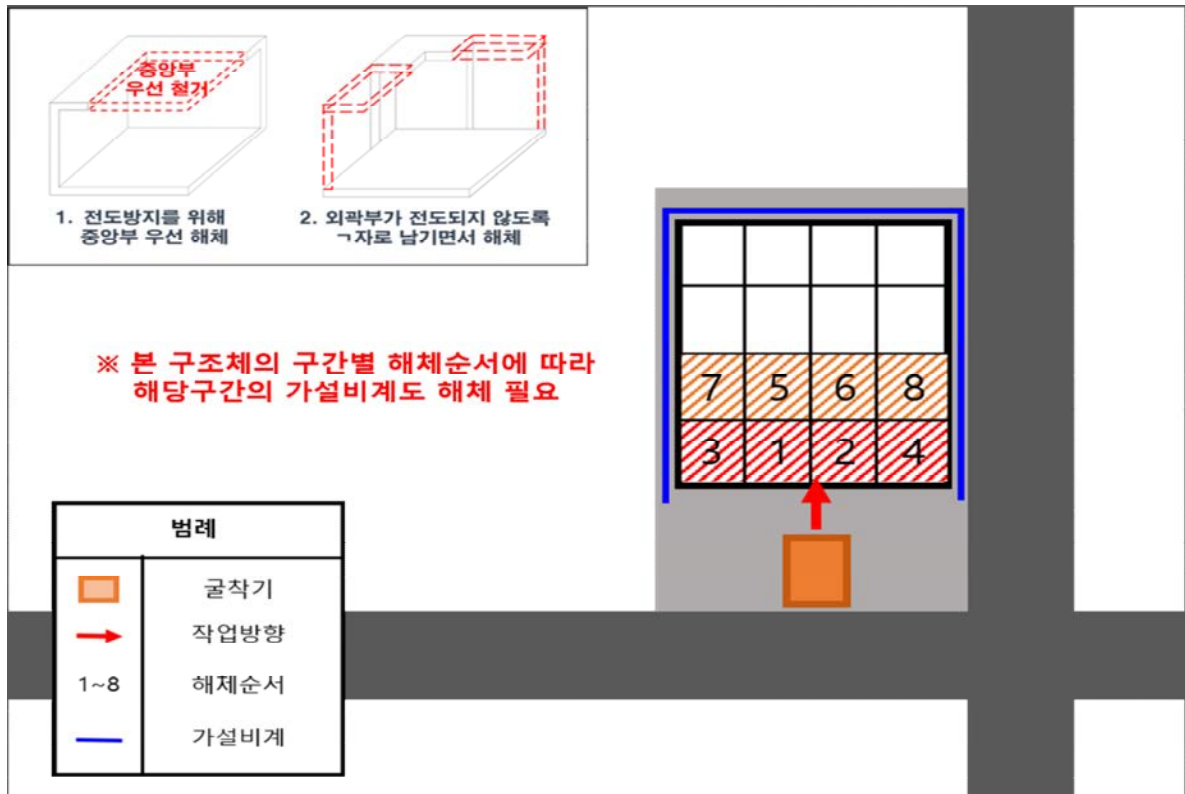 중앙부
우선 철거
1. 전도방지를 위해
중앙부 우선 해체
2. 외곽부가 전도되지 않도록
ㄱ자로 남기면서 해체
※ 본 구조체의 구간별 해체순서에 따라
해당구간의 가설비계도 해체 필요
7 5 6 8
3 1 2 4
범례
굴착기
작업방향
1~8 해제순서
가설비계